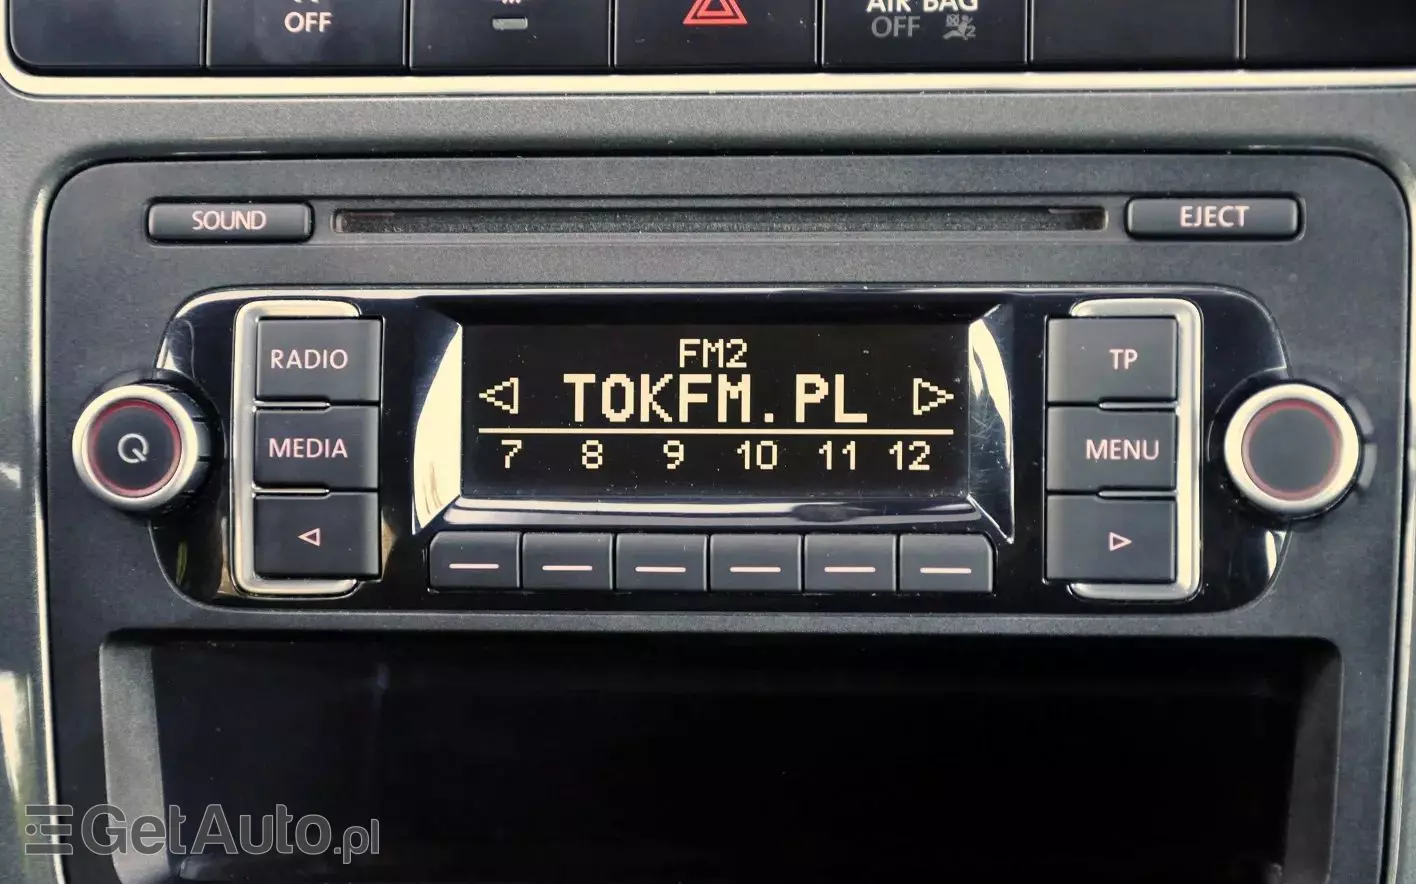 OFF
AIR BAG
OFF
SOUND
EJECT
RADIO
FM2
TP
TOKFM.PL
MEDIA
7 8 9 10 11 12
MENU
GetAuto.pl